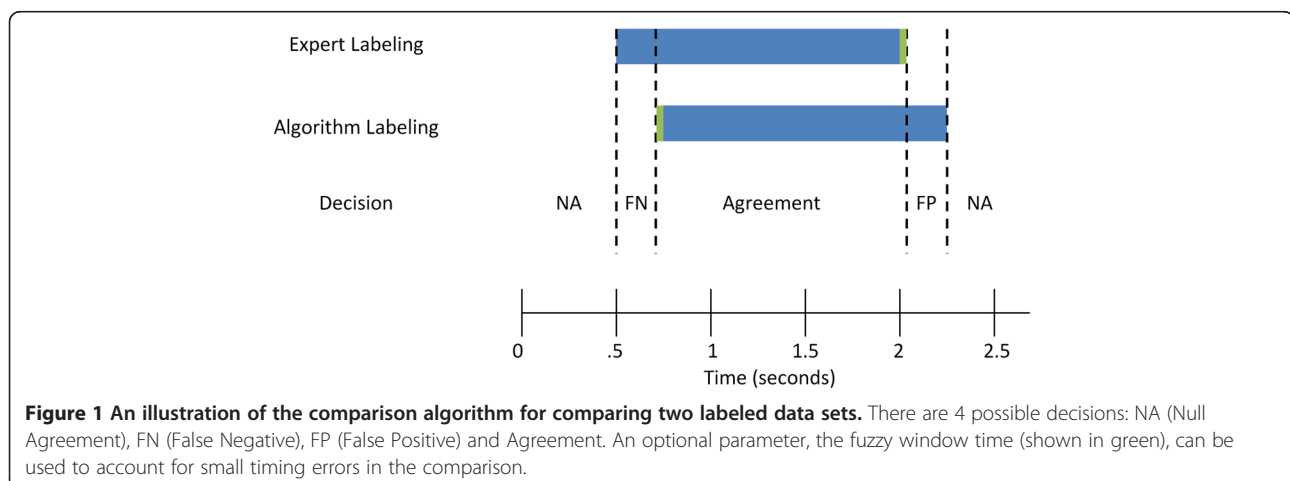 Expert Labeling
Algorithm Labeling
Decision
NA
FN
Agreement
FP
NA
0
.5
1
1.5
2
2.5
Time (seconds)
Figure 1 An illustration of the comparison algorithm for comparing two labeled data sets. There are 4 possible decisions: NA (Null
Agreement), FN (False Negative), FP (False Positive) and Agreement. An optional parameter, the fuzzy window time (shown in green), can be
used to account for small timing errors in the comparison.